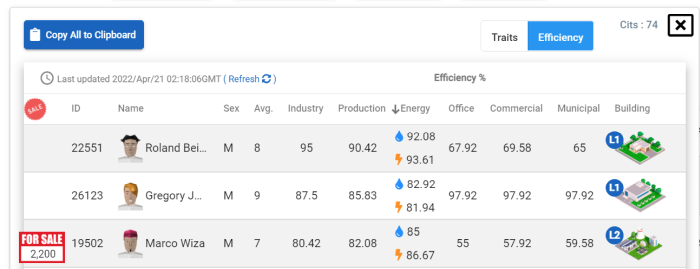 Copy All to Clipboard
Traits Efficiency
Cits : 74
X
Last updated 2022/Apr/21 02:18:06GMT ( Refresh )
Efficiency %
SALE ID Name Sex Avg. Industry Production ↓Energy Office Commercial Municipal Building
22551 Roland Bei... M 8 95 90.42 92.08 93.61 67.92 69.58 65 L1
26123 Gregory J... M 9 87.5 85.83 82.92 81.94 97.92 97.92 97.92 L1
FOR SALE 2,200 19502 Marco Wiza M 7 80.42 82.08 85 86.67 55 57.92 59.58 L2